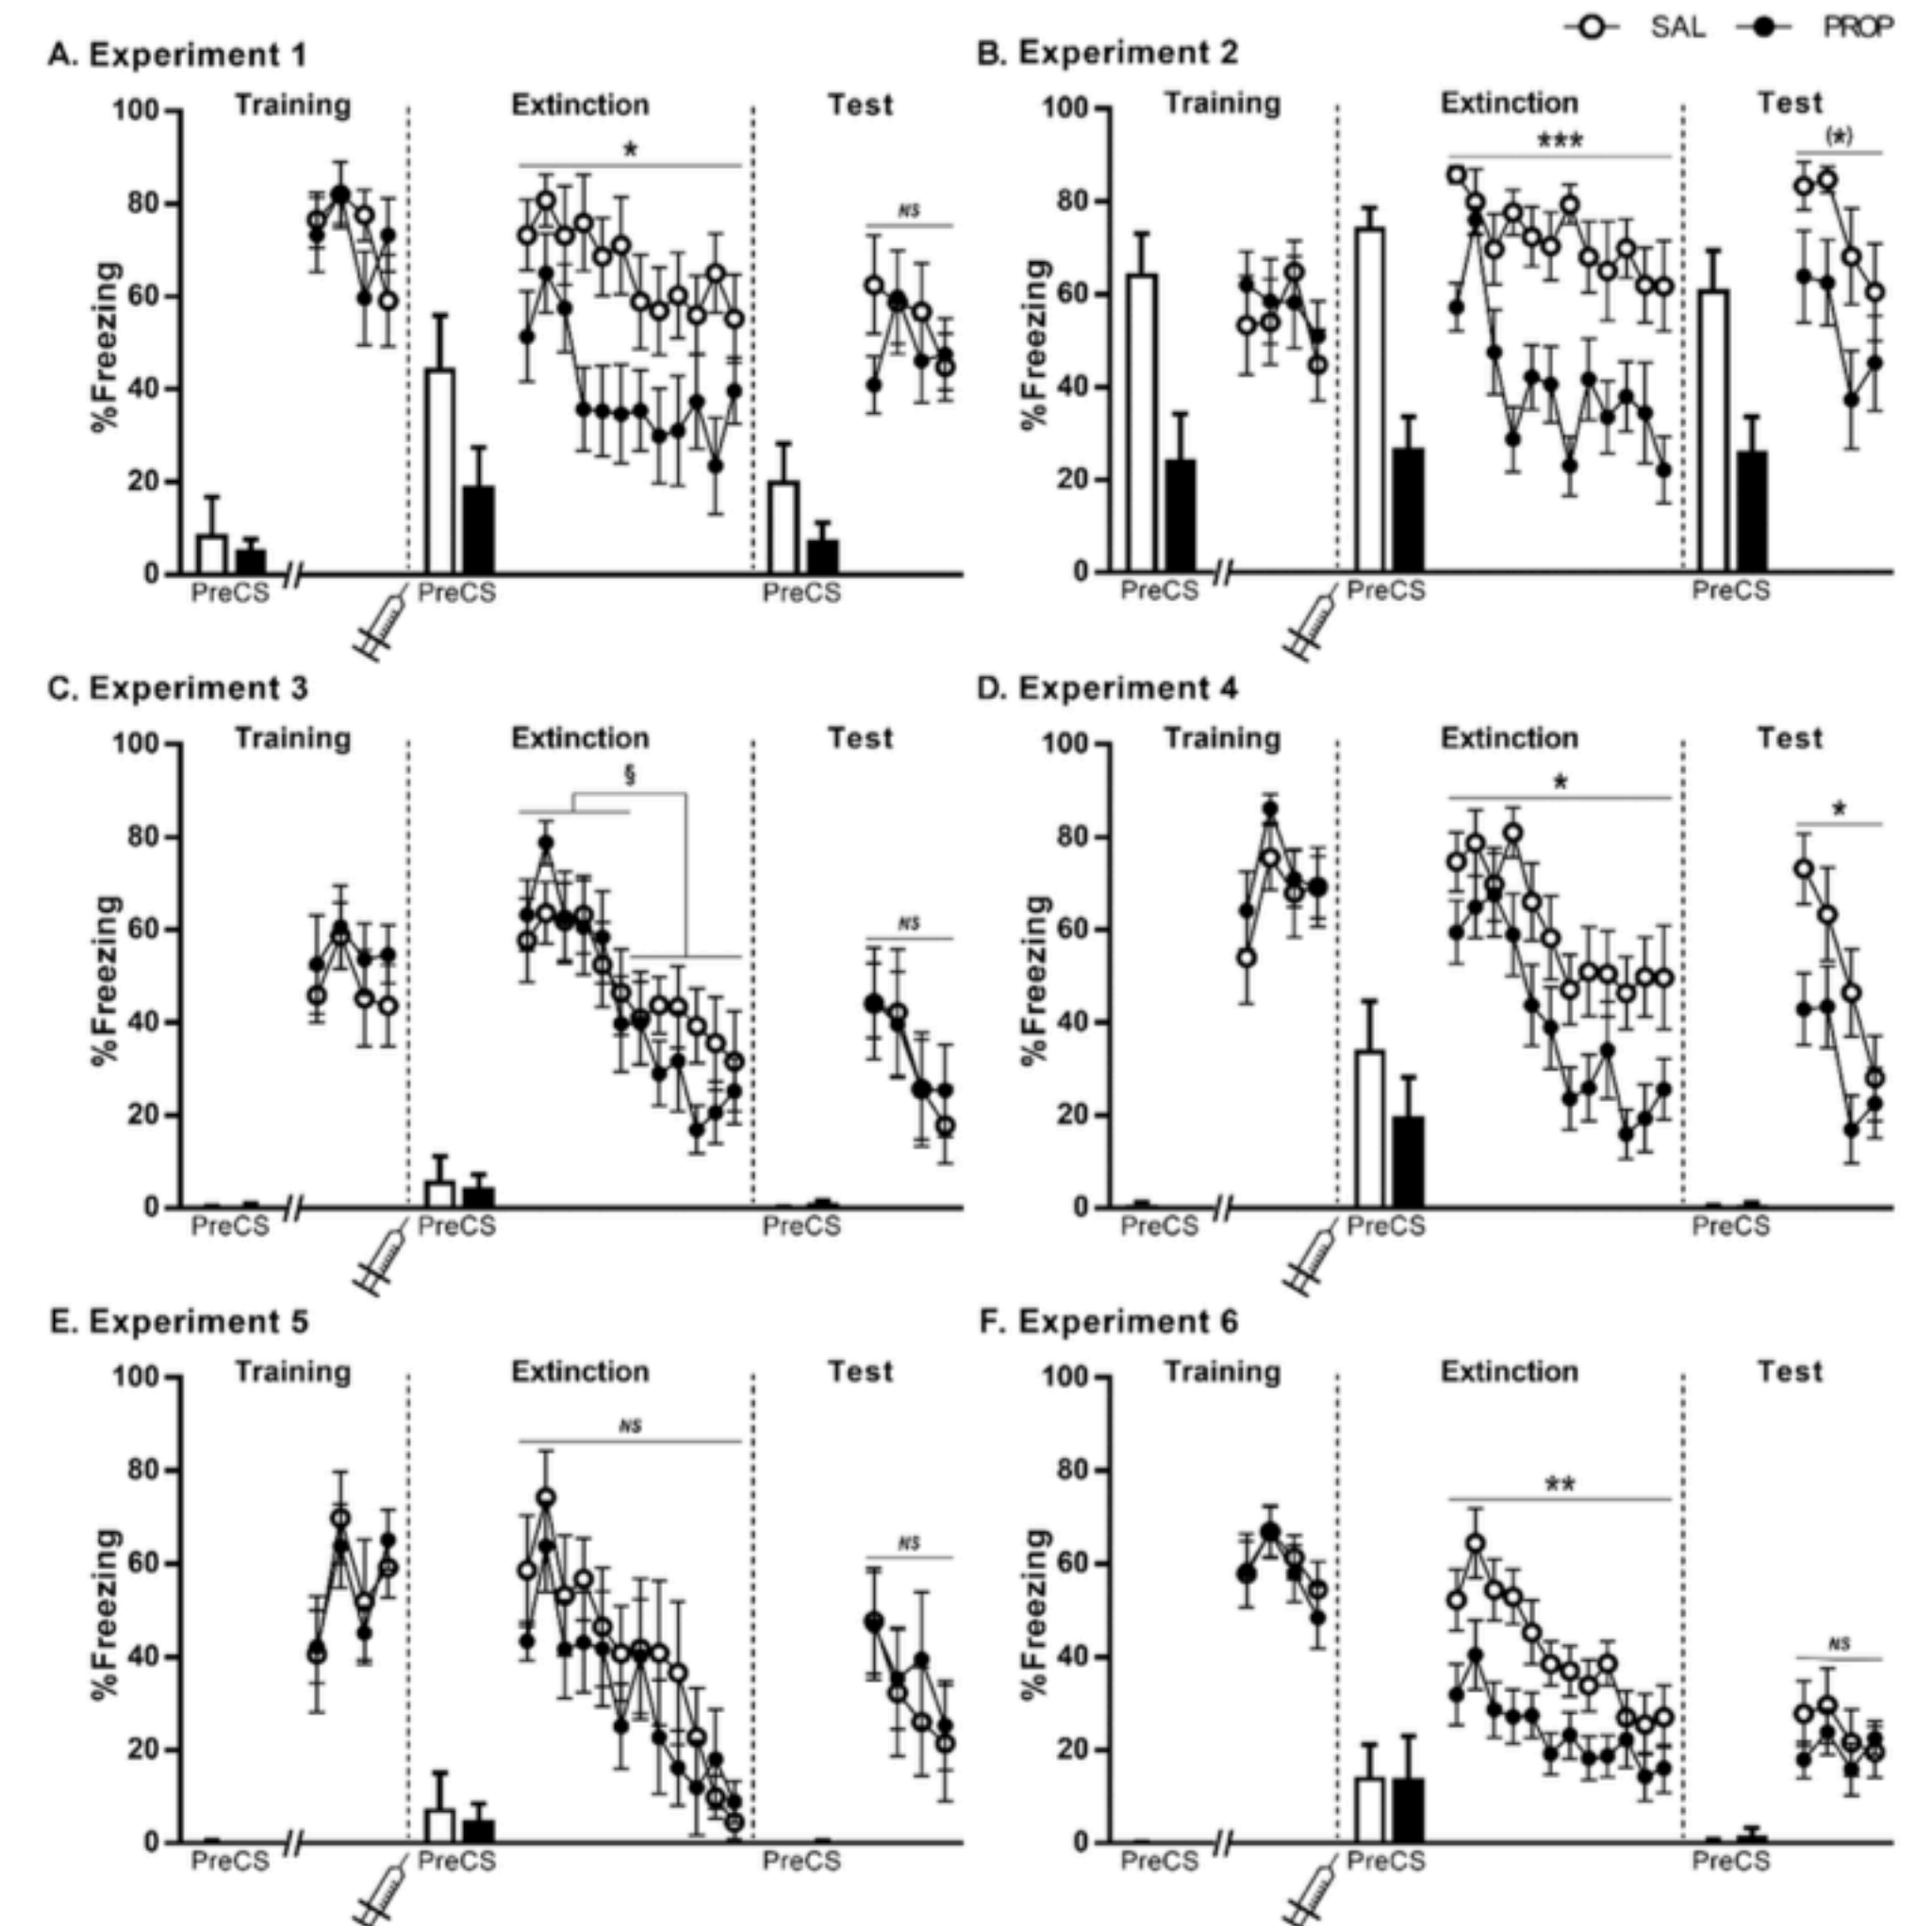 SAL PROP
A. Experiment 1
Training Extinction Test
*
NS
100
80
60
40
20
0
%Freezing
PreCS PreCS PreCS
B. Experiment 2
Training Extinction Test
***
(*)
100
80
60
40
20
0
%Freezing
PreCS PreCS PreCS
C. Experiment 3
Training Extinction Test
§
NS
100
80
60
40
20
0
%Freezing
PreCS PreCS PreCS
D. Experiment 4
Training Extinction Test
*
*
100
80
60
40
20
0
%Freezing
PreCS PreCS PreCS
E. Experiment 5
Training Extinction Test
NS
NS
100
80
60
40
20
0
%Freezing
PreCS PreCS PreCS
F. Experiment 6
Training Extinction Test
**
NS
100
80
60
40
20
0
%Freezing
PreCS PreCS PreCS